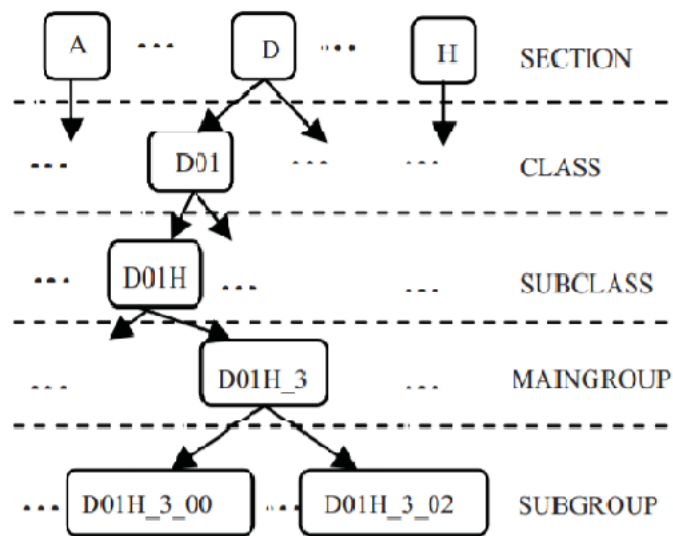 A ... D ... H SECTION
... D01 ... ... CLASS
... D01H ... ... SUBCLASS
... D01H_3 ... MAINGROUP
... D01H_3_00 ... D01H_3_02 SUBGROUP